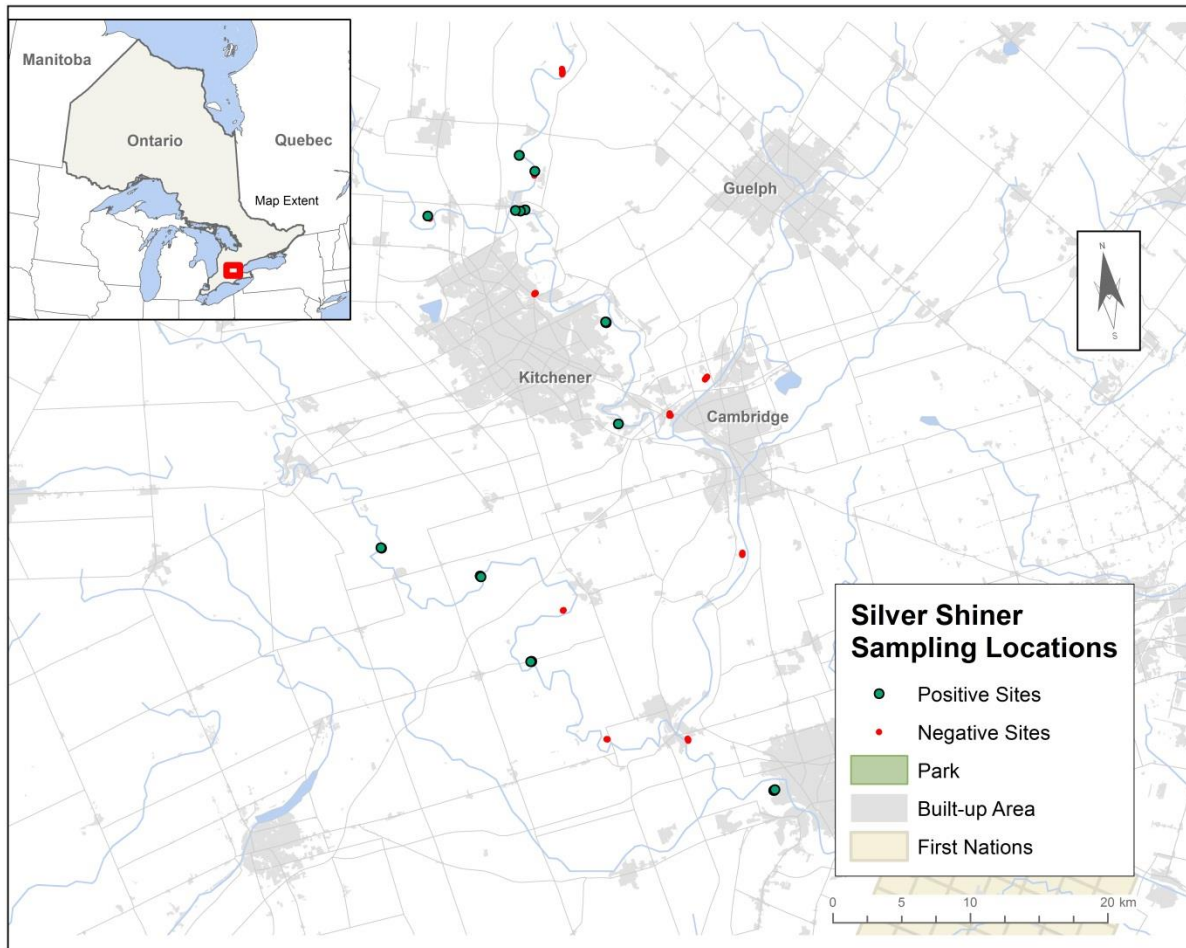 Manitoba
Ontario
Quebec
Map Extent
Guelph
N
S
Kitchener
Cambridge
Silver Shiner
Sampling Locations
Positive Sites
Negative Sites
Park
Built-up Area
First Nations
0 5 10 20 km